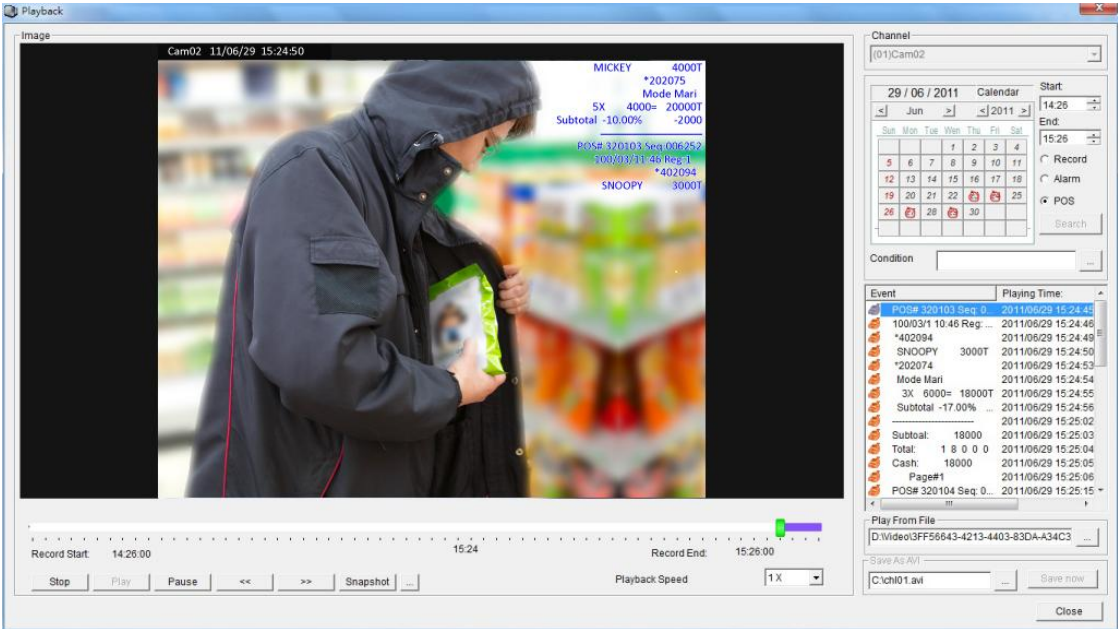 Playback
Image
Cam02 11/06/29 15:24:50
MICKEY 4000T
*202075
Mode Mari
5X 4000= 20000T
Subtotal -10.00% -2000
POS# 320103 Seq:006252
100/03/11:46 Reg:1
*402094
SNOOPY 3000T
Record Start: 14:26:00
15:24
Record End: 15:26:00
Stop
Play
Pause
<<
>>
Snapshot
...
Playback Speed
1 X
Channel
(01)Cam02
29 / 06 / 2011 Calendar
< Jun > < 2011 >
Sun Mon Tue Wen Thu Fri Sat
1 2 3 4
5 6 7 8 9 10 11
12 13 14 15 16 17 18
19 20 21 22 23 24 25
26 27 28 29 30
Start:
14:26
End:
15:26
Record
Alarm
POS
Search
Condition
...
Event Playing Time:
POS# 320103 Seq: 0... 2011/06/29 15:24:45
100/03/1 10:46 Reg: ... 2011/06/29 15:24:46
*402094 2011/06/29 15:24:49
SNOOPY 3000T 2011/06/29 15:24:50
*202074 2011/06/29 15:24:53
Mode Mari 2011/06/29 15:24:54
3X 6000= 18000T 2011/06/29 15:24:55
Subtotal -17.00% ... 2011/06/29 15:24:56
------------------------ 2011/06/29 15:25:02
Subtoal: 18000 2011/06/29 15:25:03
Total: 1 8 0 0 0 2011/06/29 15:25:04
Cash: 18000 2011/06/29 15:25:05
Page#1 2011/06/29 15:25:06
POS# 320104 Seq: 0... 2011/06/29 15:25:15
Play From File
D:\Video\3FF56643-4213-4403-83DA-A34C3
...
Save As AVI
C:\chl01.avi
...
Save now
Close